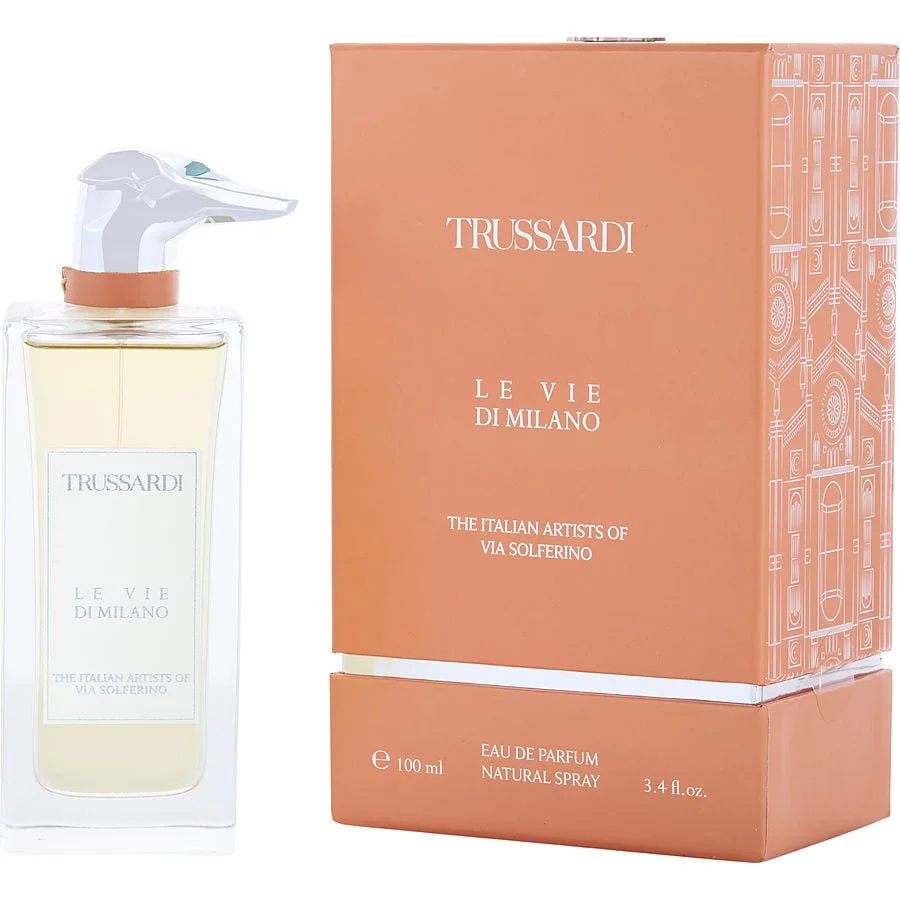 TRUSSARDI
LE VIE
DI MILANO
THE ITALIAN ARTISTS OF
VIA SOLFERINO
TRUSSARDI
LE VIE
DI MILANO
THE ITALIAN ARTISTS OF
VIA SOLFERINO
℮ 100 ml
EAU DE PARFUM
NATURAL SPRAY
3.4 fl.oz.